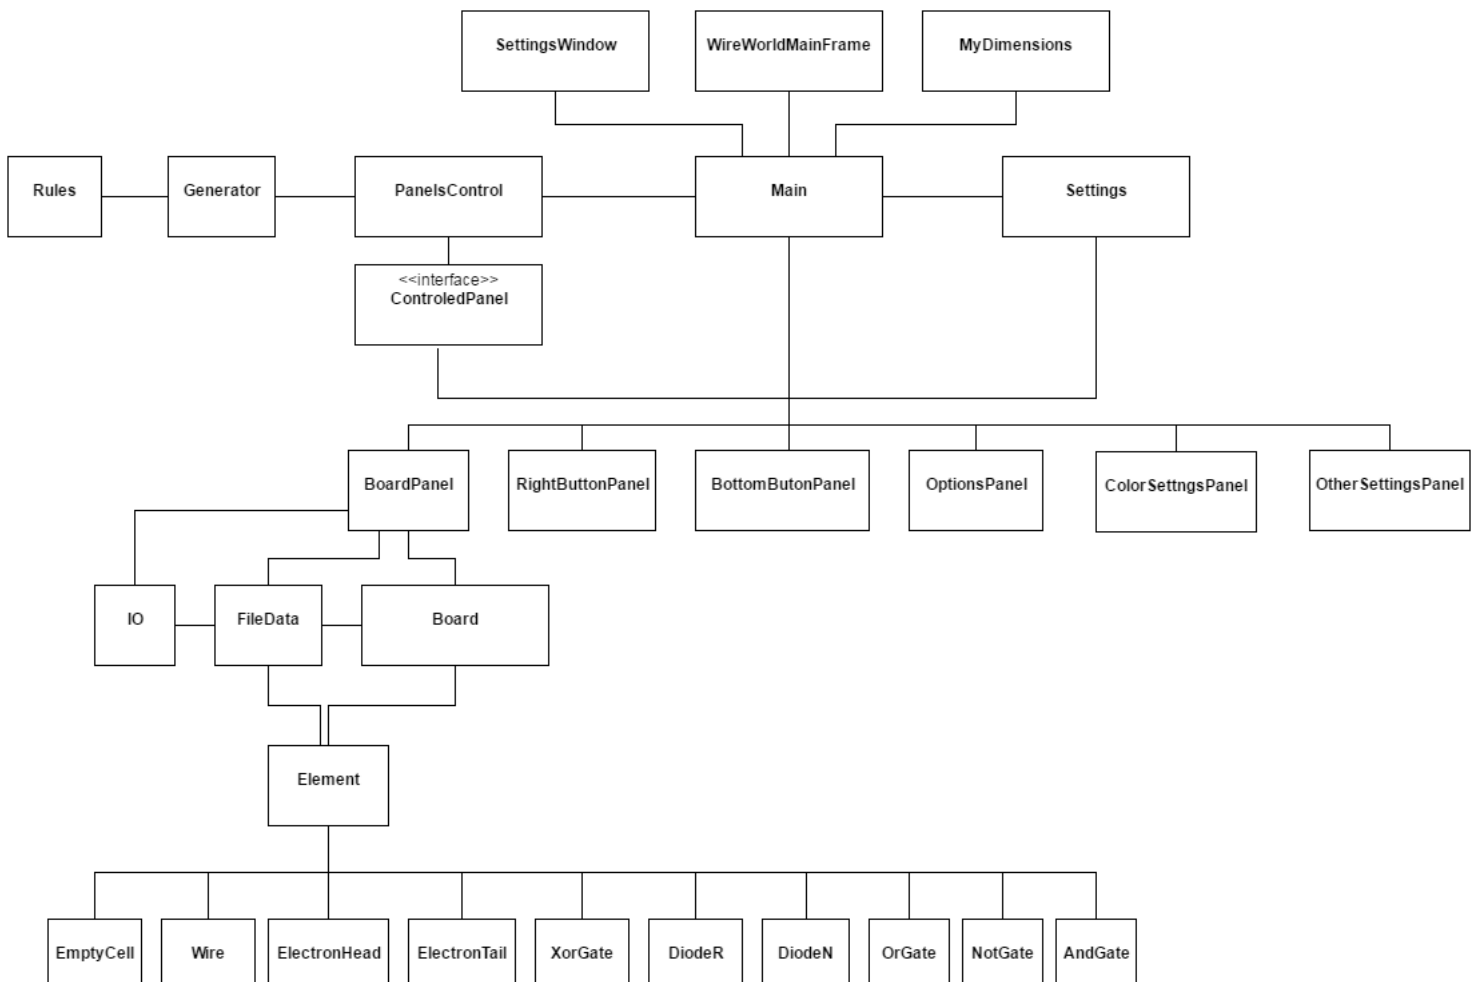 SettingsWindow
WireWorldMainFrame
MyDimensions
Rules
Generator
PanelsControl
Main
Settings
<<interface>>
ControledPanel
BoardPanel
RightButtonPanel
BottomButonPanel
OptionsPanel
ColorSettngsPanel
OtherSettingsPanel
IO
FileData
Board
Element
EmptyCell
Wire
ElectronHead
ElectronTail
XorGate
DiodeR
DiodeN
OrGate
NotGate
AndGate